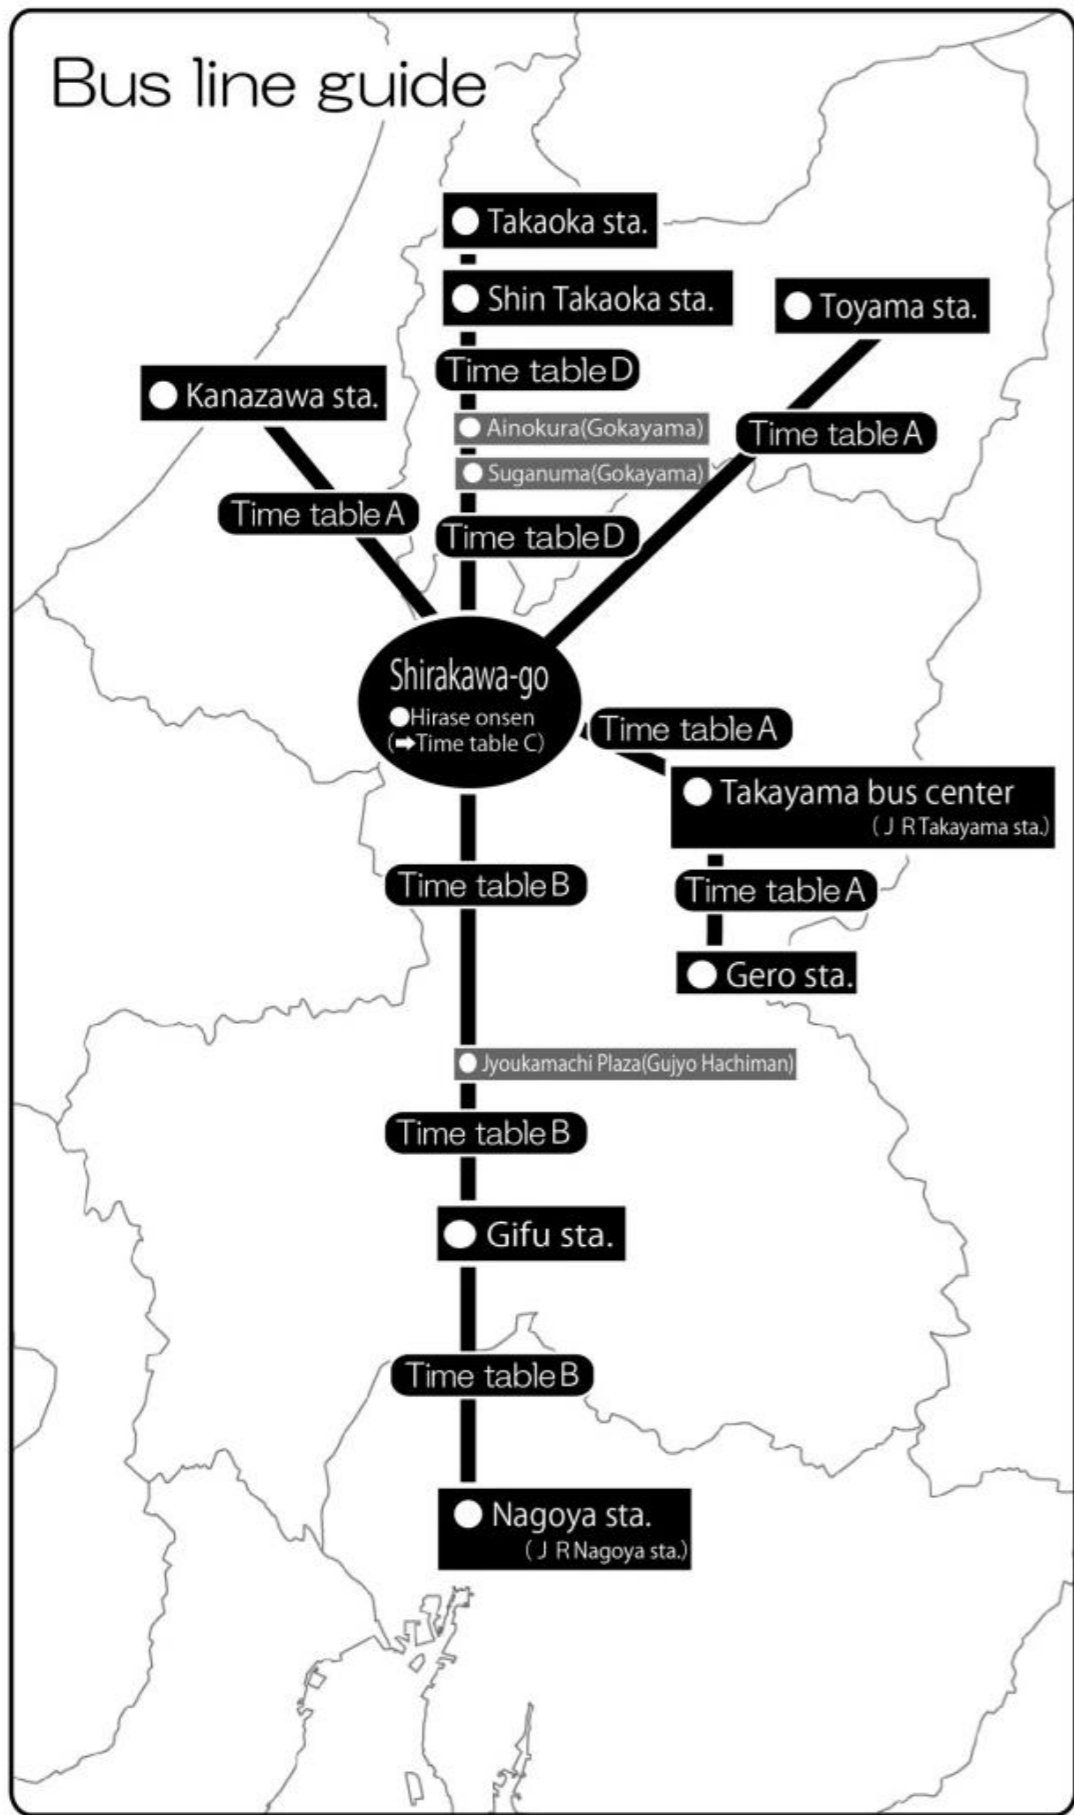 Bus line guide
● Takaoka sta.
● Shin Takaoka sta.
● Toyama sta.
Time table D
● Kanazawa sta.
● Ainokura(Gokayama)
Time table A
● Suganuma(Gokayama)
Time table A
Time table D
Shirakawa-go
●Hirase onsen
(➡Time table C)
Time table A
● Takayama bus center
(ＪＲTakayama sta.)
Time table B
Time table A
● Gero sta.
● Jyoukamachi Plaza(Gujyo Hachiman)
Time table B
● Gifu sta.
Time table B
● Nagoya sta.
(ＪＲNagoya sta.)